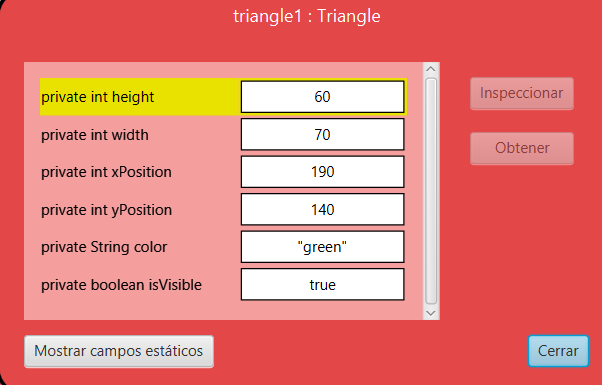 triangle1 : Triangle
private int height 60
Inspeccionar
private int width 70
Obtener
private int xPosition 190
private int yPosition 140
private String color "green"
private boolean isVisible true
Mostrar campos estáticos
Cerrar